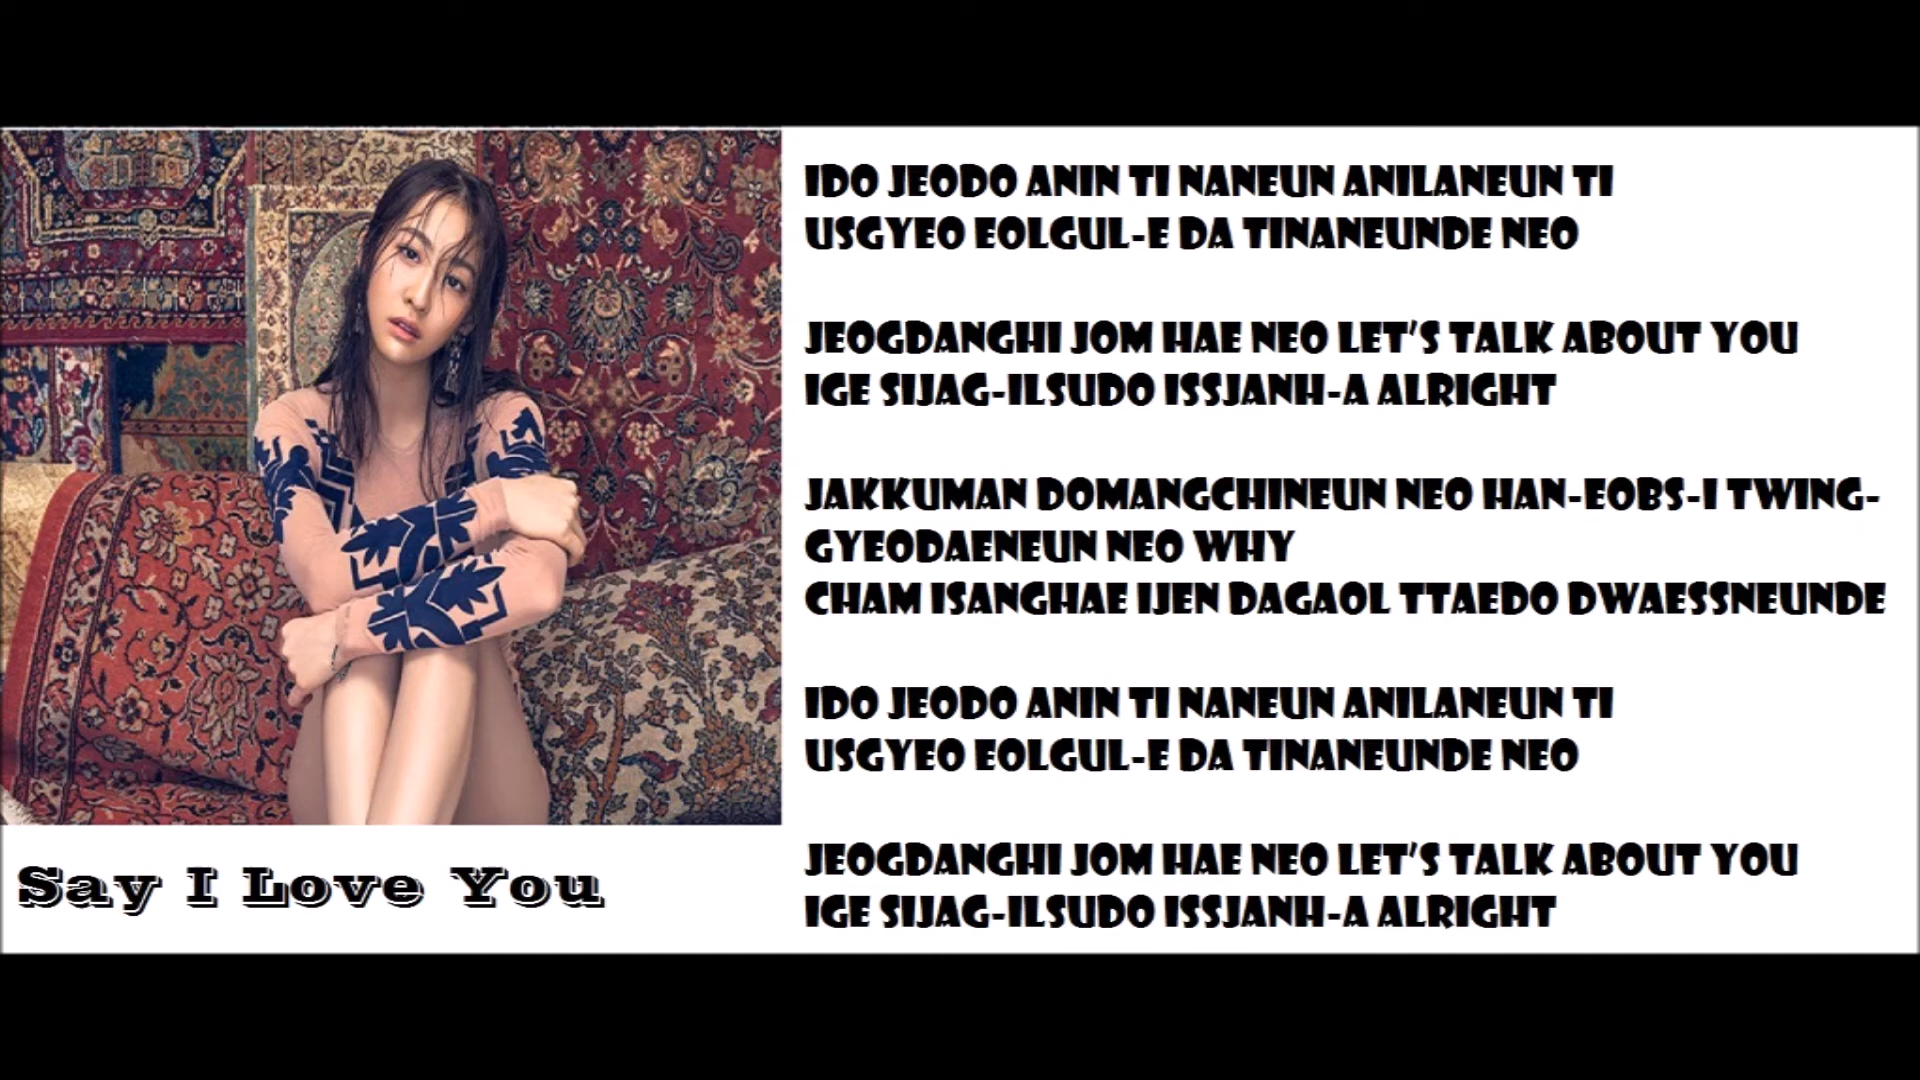 IDO JEODO ANIN TI NANEUN ANILANEUN TI
USGYEO EOLGUL-E DA TINANEUNDE NEO
JEOGDANGHI JOM HAE NEO LET'S TALK ABOUT YOU
IGE SIJAG-ILSUDO ISSJANH-A ALRIGHT
JAKKUMAN DOMANGCHINEUN NEO HAN-EOBS-I TWING-
GYEODAENEUN NEO WHY
CHAM ISANGHAE IJEN DAGAOL TTAEDO DWAESSNEUNDE
IDO JEODO ANIN TI NANEUN ANILANEUN TI
USGYEO EOLGUL-E DA TINANEUNDE NEO
JEOGDANGHI JOM HAE NEO LET'S TALK ABOUT YOU
IGE SIJAG-ILSUDO ISSJANH-A ALRIGHT
Say I Love You